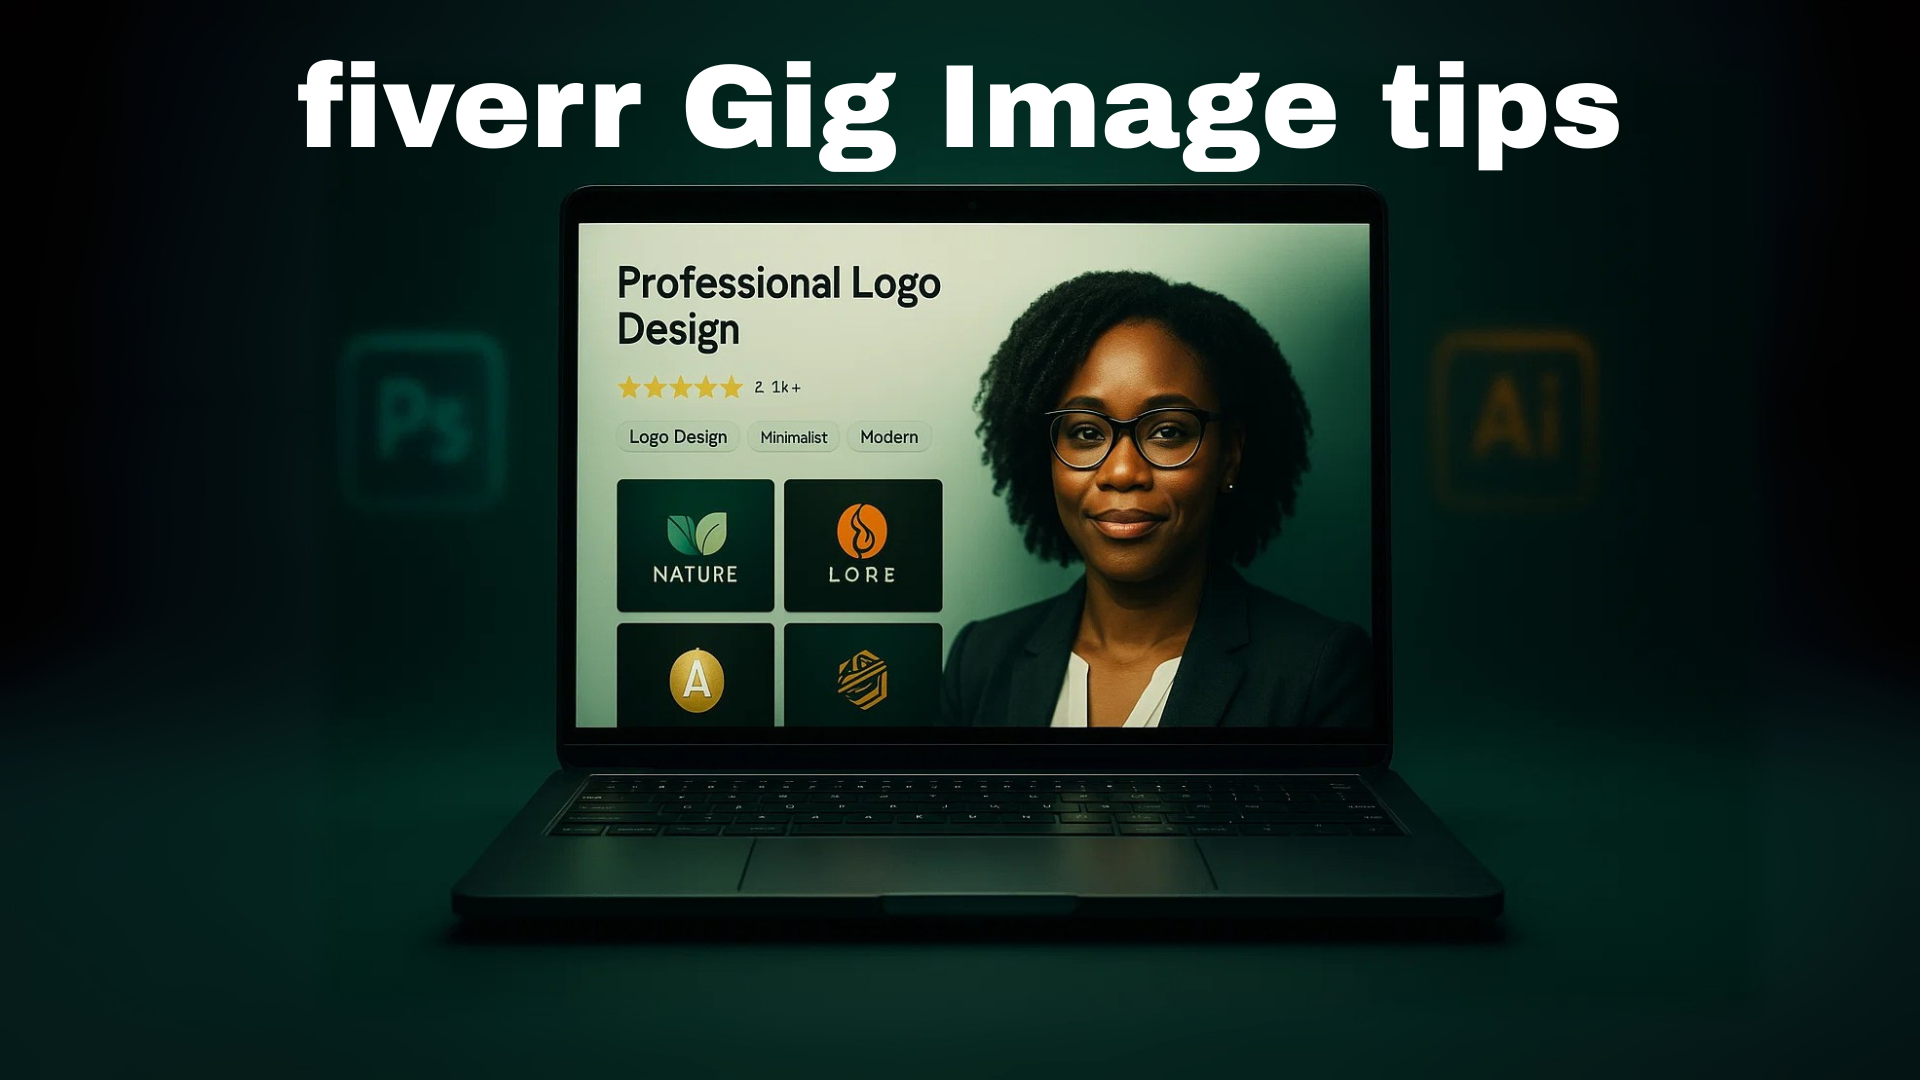 fiverr Gig Image tips
Professional Logo
Design
2 1k+
Logo Design Minimalist Modern
Ps
Ai
NATURE
LORE
A